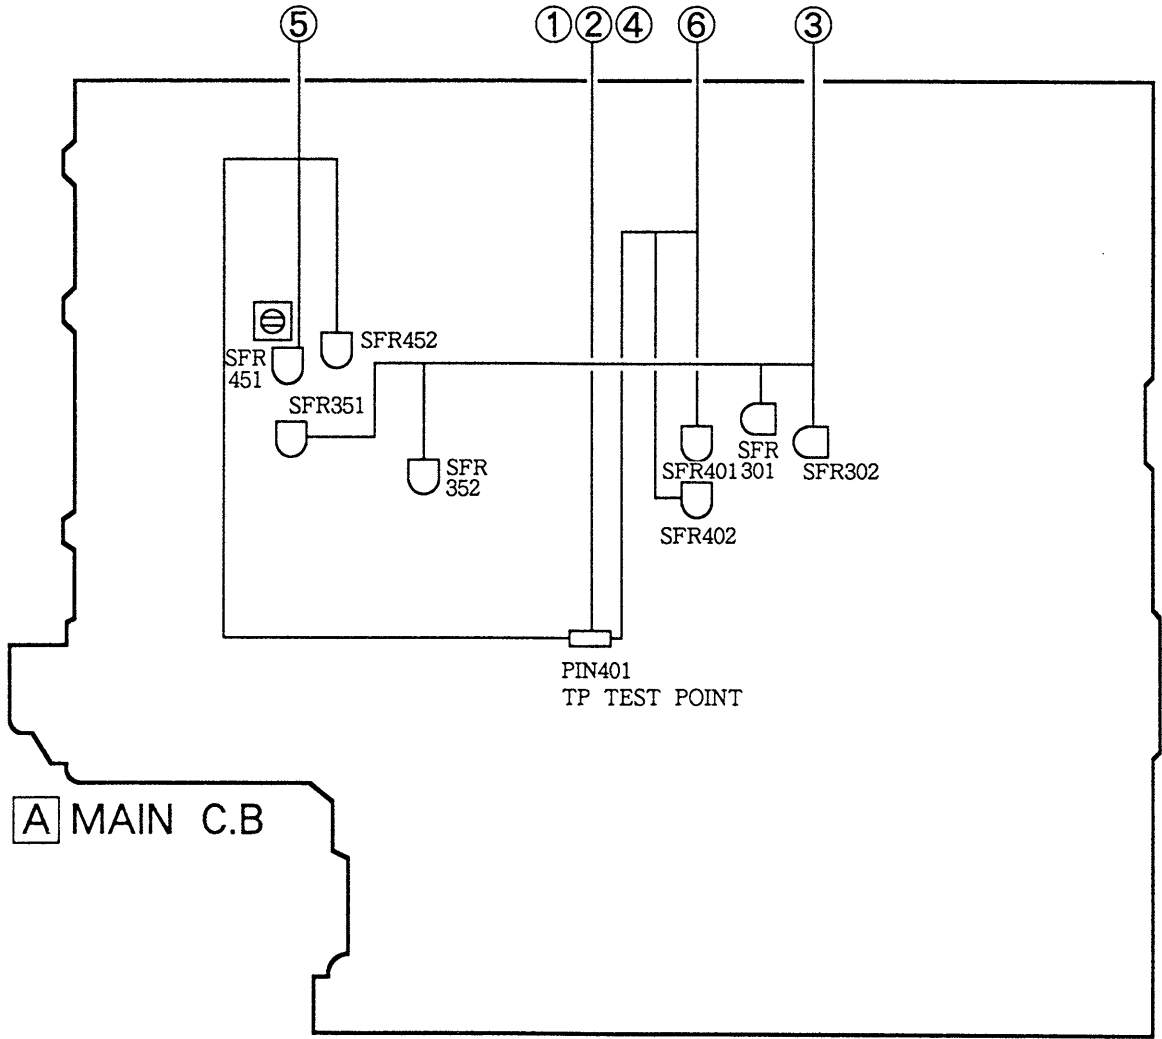 ⑤ ①②④ ⑥ ③
SFR452
SFR
451
SFR351
SFR
352
SFR401
SFR
301
SFR302
SFR402
PIN401
TP TEST POINT
A MAIN C.B